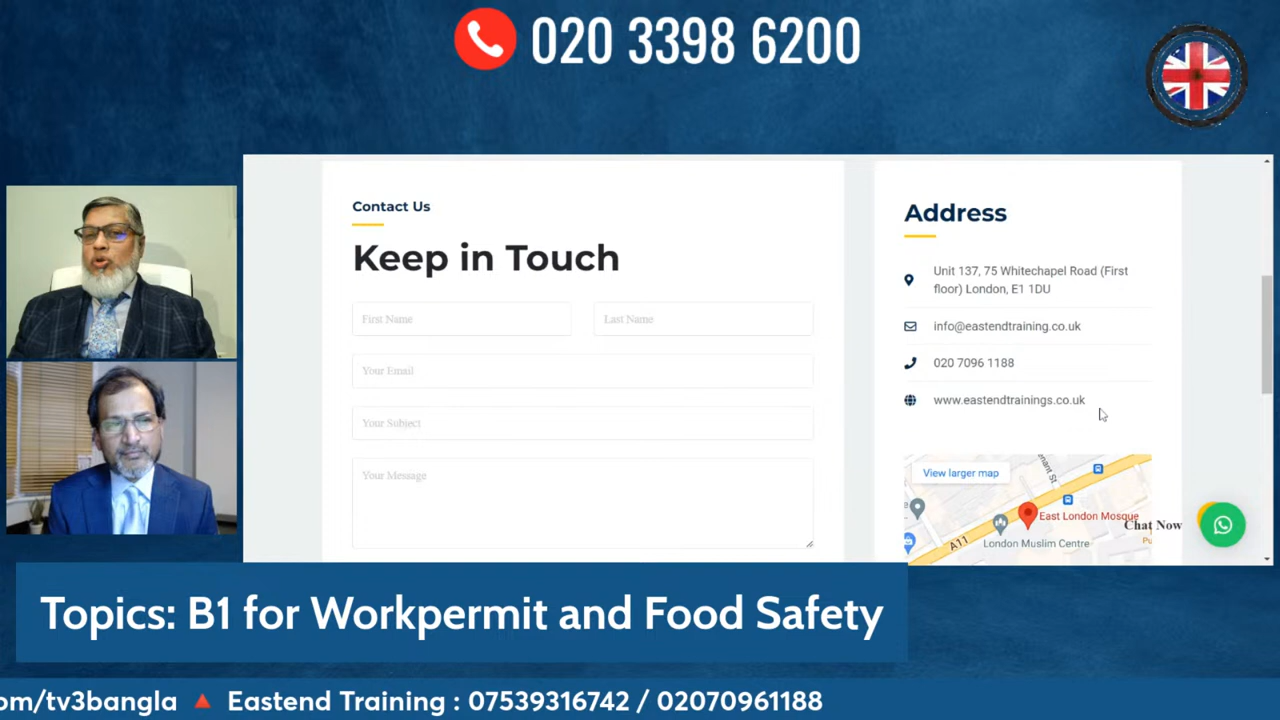 020 3398 6200
Contact Us
Keep in Touch
First Name
Last Name
Your Email
Your Subject
Your Message
Address
Unit 137, 75 Whitechapel Road (First
floor) London, E1 1DU
info@eastendtraining.co.uk
020 7096 1188
www.eastendtrainings.co.uk
View larger map
East London Mosque
Chat Now
A11
London Muslim Centre
Topics: B1 for Workpermit and Food Safety
om/tv3bangla 🔺 Eastend Training : 07539316742 / 02070961188